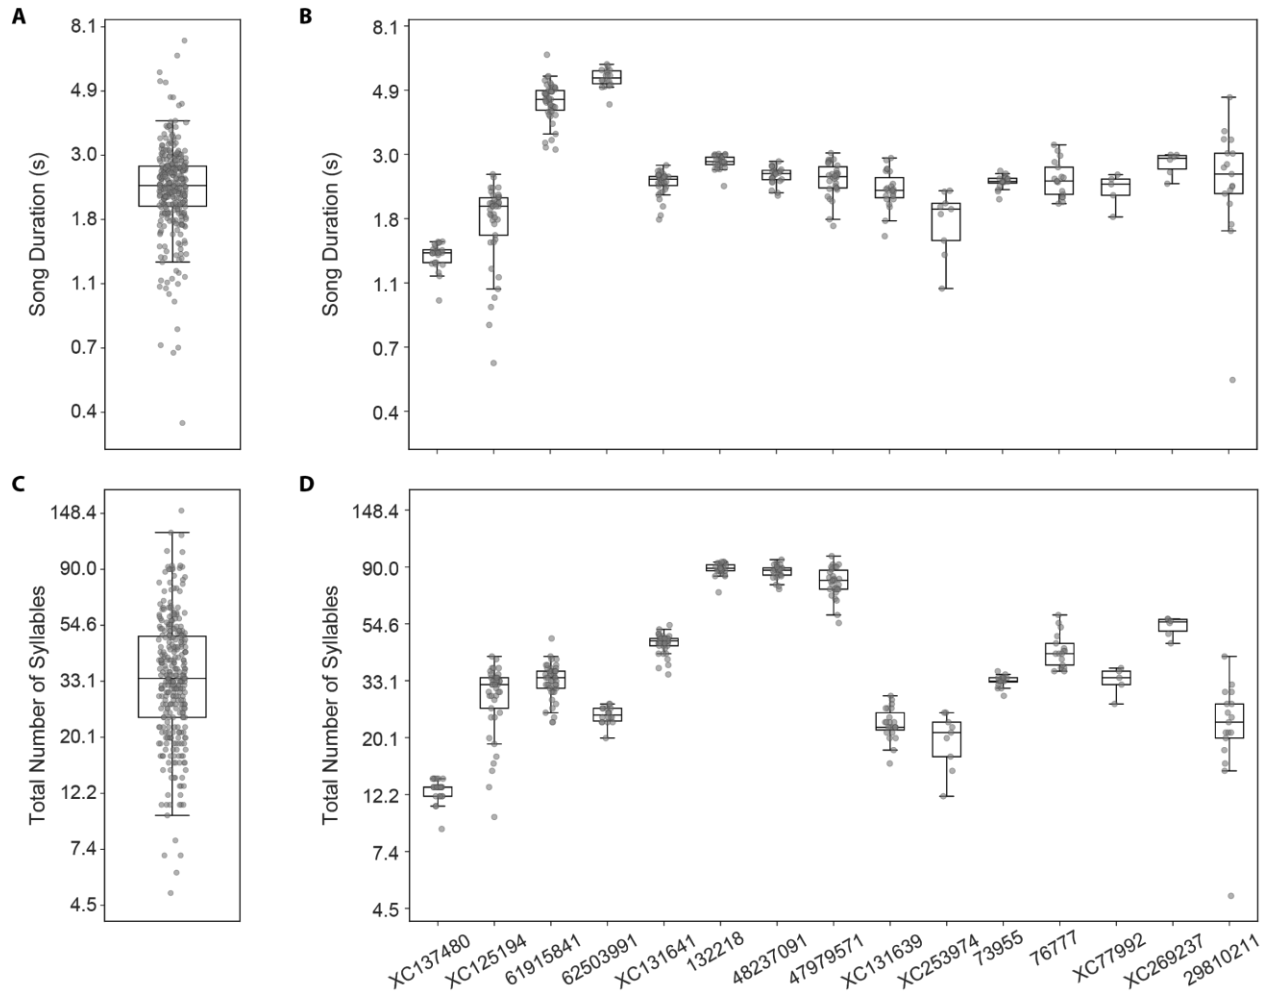 A
8.1
4.9
3.0
1.8
1.1
0.7
0.4
Song Duration (s)
B
8.1
4.9
3.0
1.8
1.1
0.7
0.4
Song Duration (s)
C
148.4
90.0
54.6
33.1
20.1
12.2
7.4
4.5
Total Number of Syllables
D
148.4
90.0
54.6
33.1
20.1
12.2
7.4
4.5
Total Number of Syllables
XC137480
XC125194
61915841
62503991
XC131641
132218
48237091
47979571
XC131639
XC253974
73955
76777
XC77992
XC269237
29810211